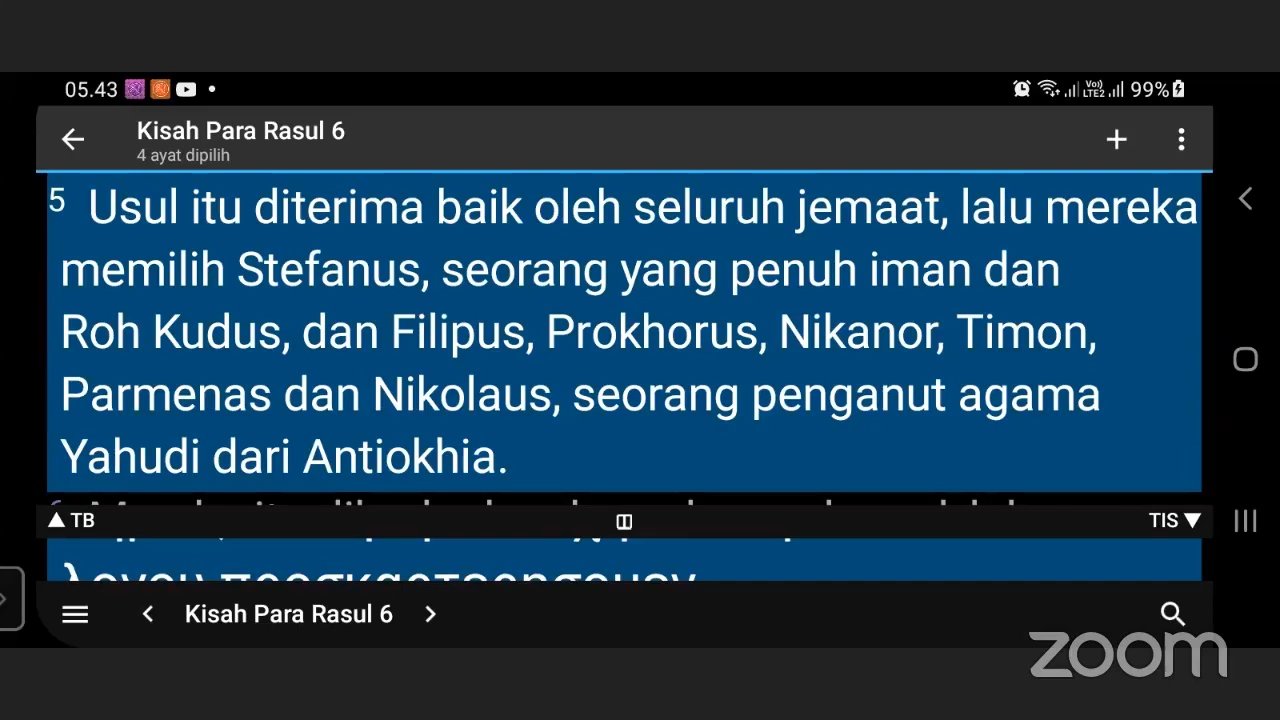 05.43
Vo)) LTE2 99%
Kisah Para Rasul 6
4 ayat dipilih
5 Usul itu diterima baik oleh seluruh jemaat, lalu mereka
memilih Stefanus, seorang yang penuh iman dan
Roh Kudus, dan Filipus, Prokhorus, Nikanor, Timon,
Parmenas dan Nikolaus, seorang penganut agama
Yahudi dari Antiokhia.
▲ TB TIS ▼
Kisah Para Rasul 6
zoom